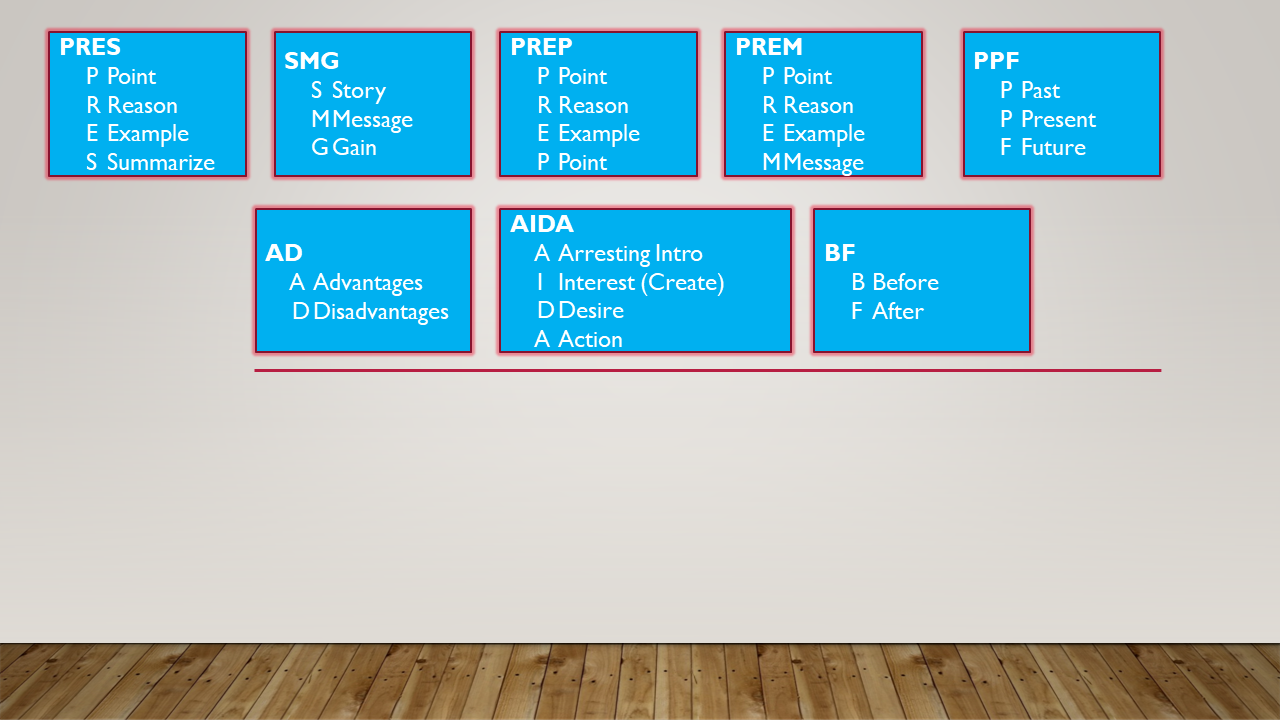 PRES
P Point
R Reason
E Example
S Summarize
SMG
S Story
M Message
G Gain
PREP
P Point
R Reason
E Example
P Point
PREM
P Point
R Reason
E Example
M Message
PPF
P Past
P Present
F Future
AD
A Advantages
D Disadvantages
AIDA
A Arresting Intro
I Interest (Create)
D Desire
A Action
BF
B Before
F After